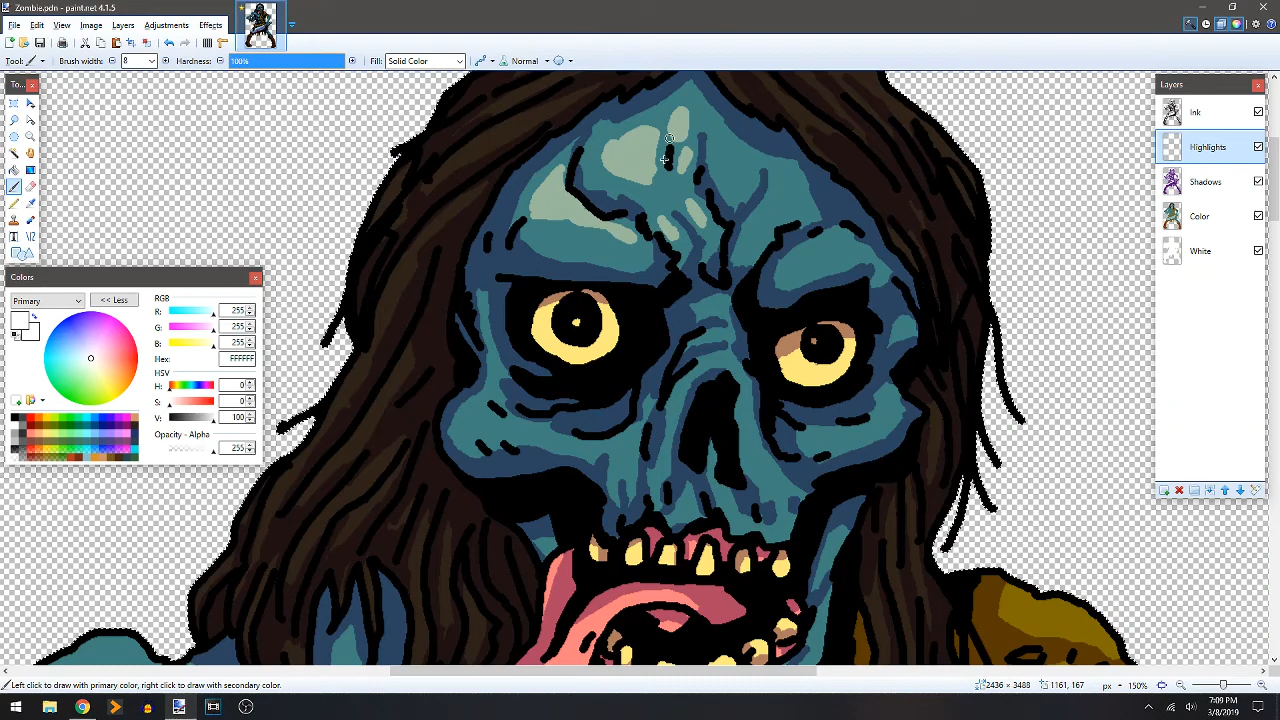 Zombie.pdn - paint.net 4.1.5
File Edit View Image Layers Adjustments Effects
Tool: Brush width: 8 Hardness: 100% Fill: Solid Color Normal
To...
Layers
Ink
Highlights
Shadows
Color
White
Colors
Primary << Less RGB
R: 255
G: 255
B: 255
Hex: FFFFFF
HSV
H: 0
S: 0
V: 100
Opacity - Alpha
255
Left click to draw with primary color, right click to draw with secondary color. 2436 × 3488 1161, 167 px 150%
7:09 PM
3/8/2019